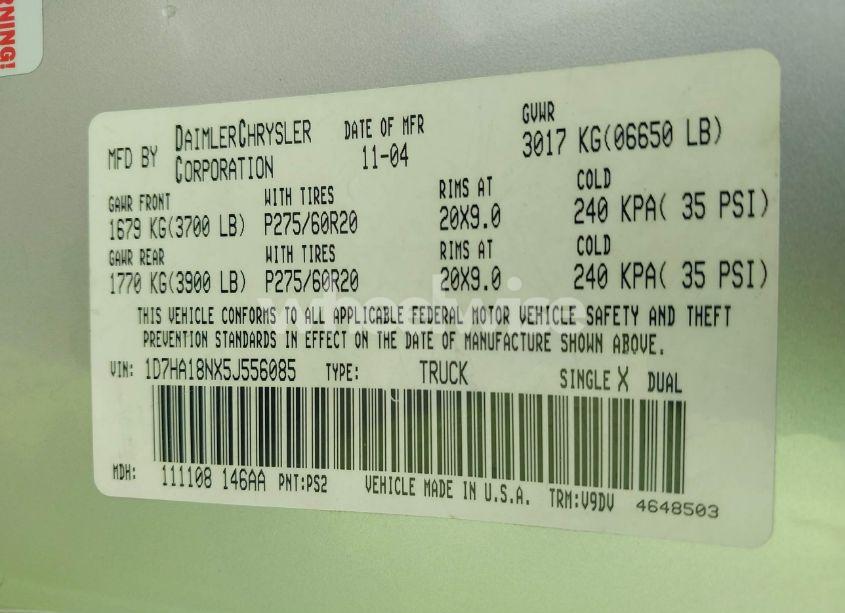 RNING!
MFD BY DAIMLERCHRYSLER CORPORATION DATE OF MFR 11-04 GVWR 3017 KG(06650 LB)
GAWR FRONT WITH TIRES RIMS AT COLD
1679 KG(3700 LB) P275/60R20 20X9.0 240 KPA( 35 PSI)
GAWR REAR WITH TIRES RIMS AT COLD
1770 KG(3900 LB) P275/60R20 20X9.0 240 KPA( 35 PSI)
THIS VEHICLE CONFORMS TO ALL APPLICABLE FEDERAL MOTOR VEHICLE SAFETY AND THEFT
PREVENTION STANDARDS IN EFFECT ON THE DATE OF MANUFACTURE SHOWN ABOVE.
VIN: 1D7HA18NX5J556085 TYPE: TRUCK SINGLE X DUAL
MDH: 111108 146AA PNT:PS2 VEHICLE MADE IN U.S.A. TRM:V9DV 4648503